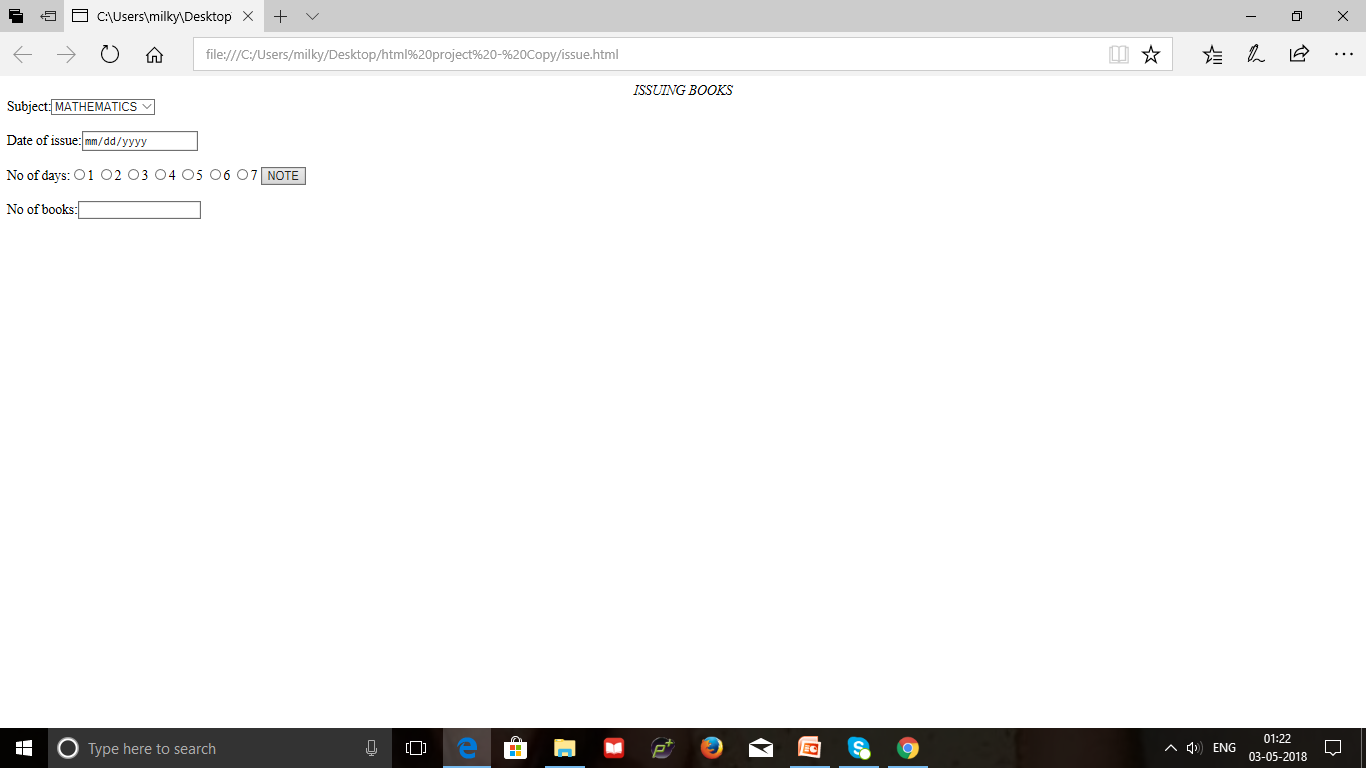 C:\Users\milky\Desktop\
file:///C:/Users/milky/Desktop/html%20project%20-%20Copy/issue.html
ISSUING BOOKS
Subject: MATHEMATICS
Date of issue: mm/dd/yyyy
No of days: 1 2 3 4 5 6 7 NOTE
No of books:
Type here to search
ENG
01:22
03-05-2018